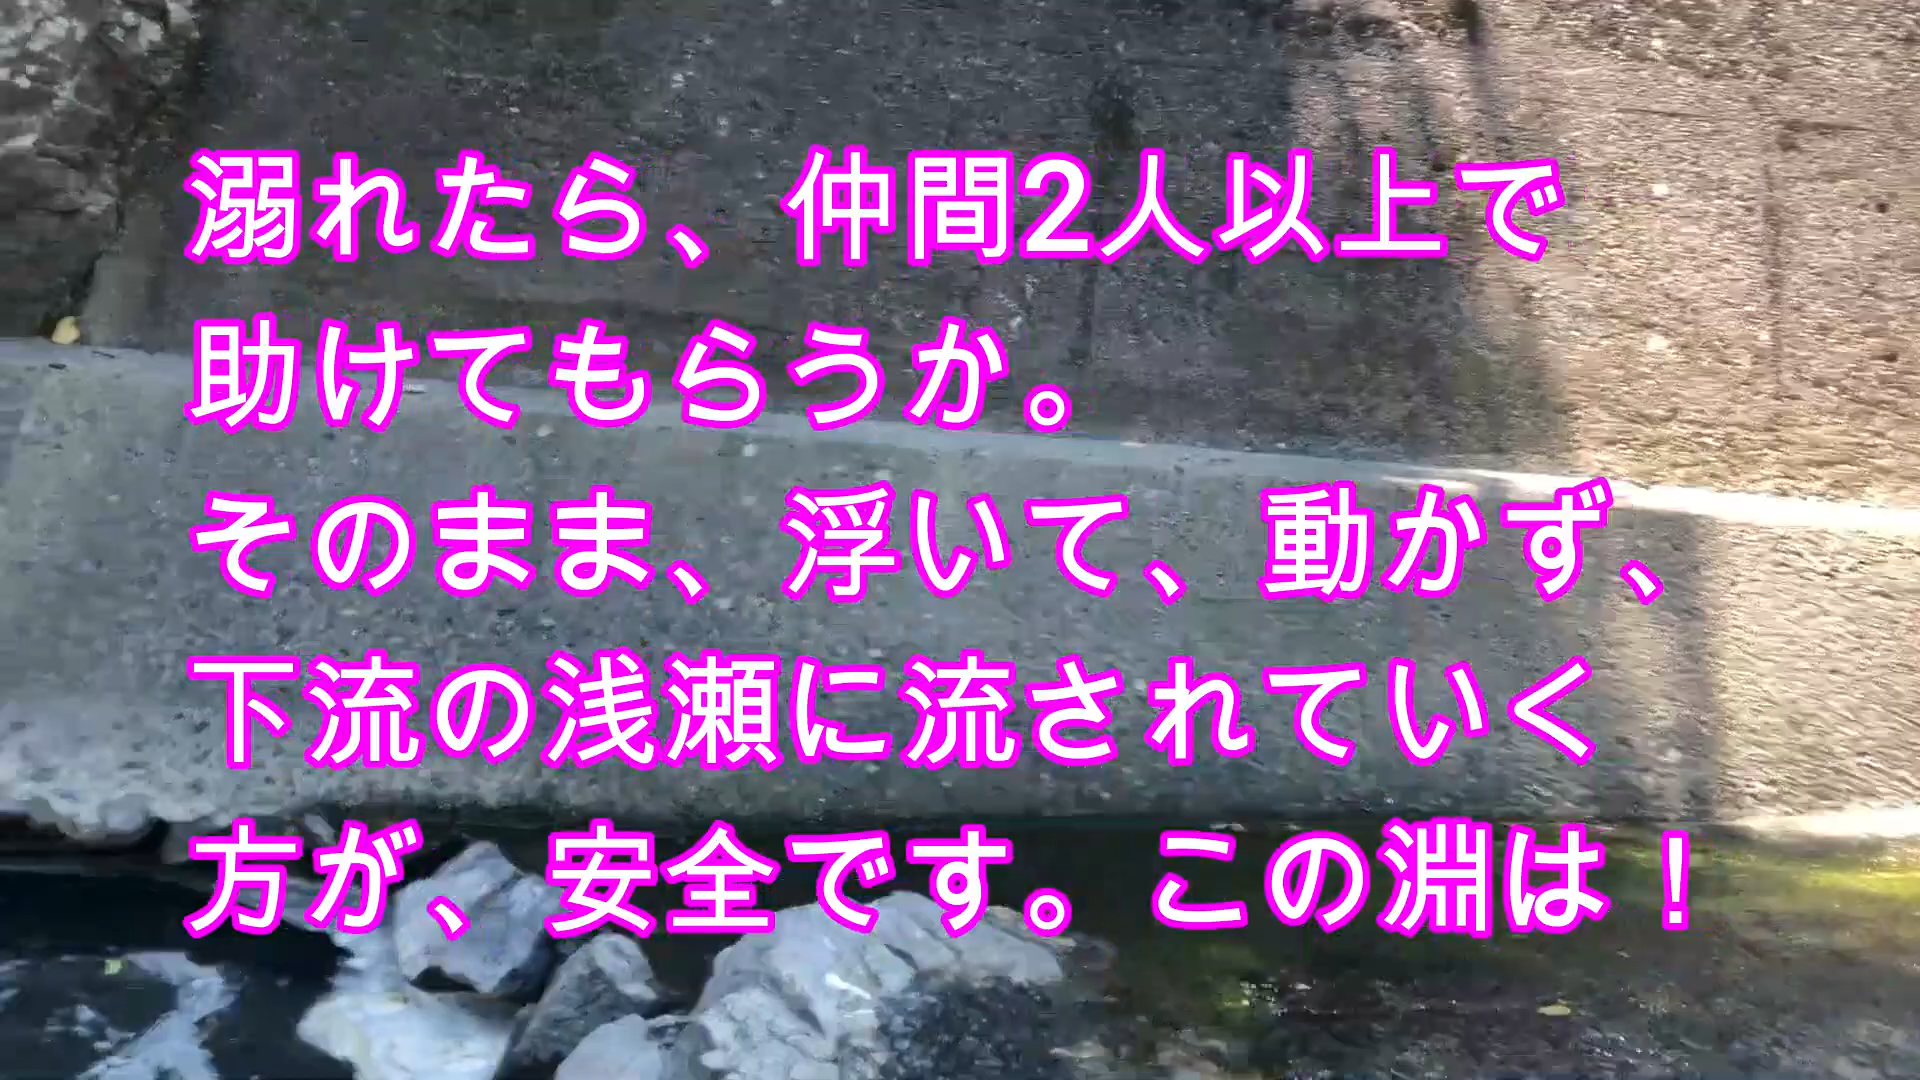 溺れたら、仲間2人以上で
助けてもらうか。
そのまま、浮いて、動かず、
下流の浅瀬に流されていく
方が、安全です。この淵は！